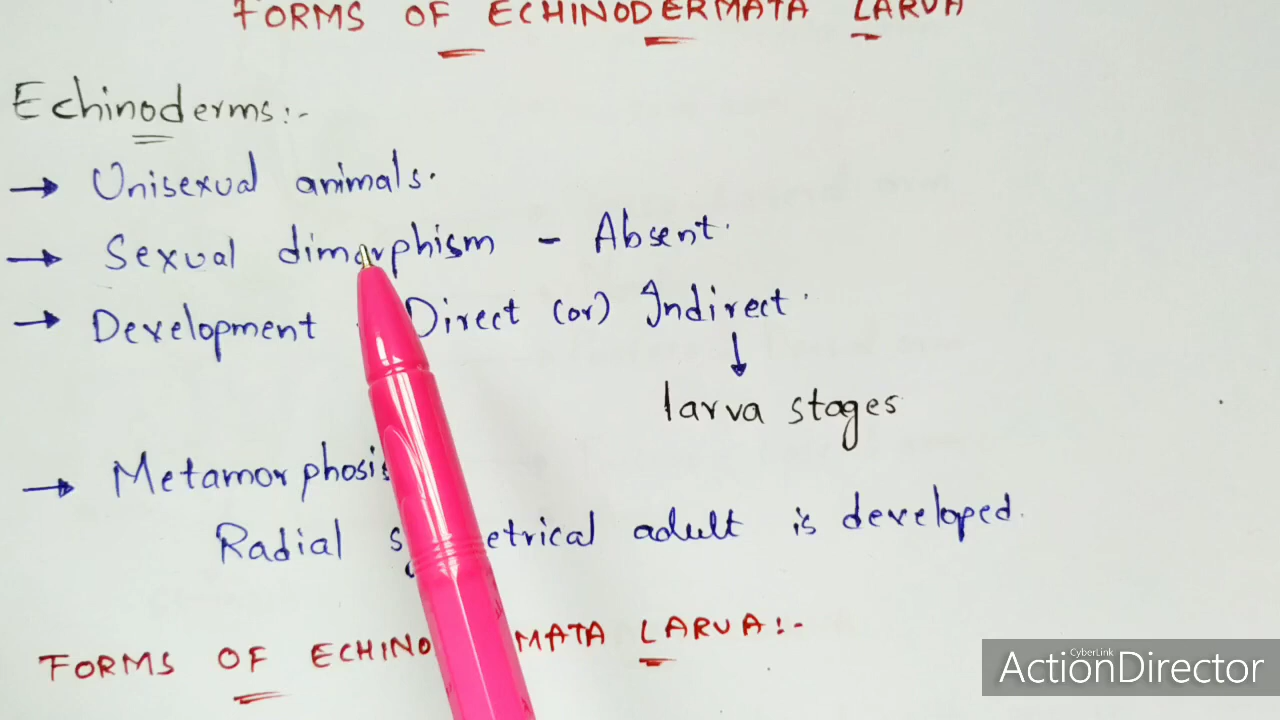 FORMS OF ECHINODERMATA LARVA
Echinoderms:-
→ Unisexual animals.
→ Sexual dimorphism - Absent.
→ Development Direct (or) Indirect.
↓
larva stages
→ Metamorphosis
Radial s etrical adult is developed.
FORMS OF ECHINO MATA LARVA:-
CyberLink
ActionDirector